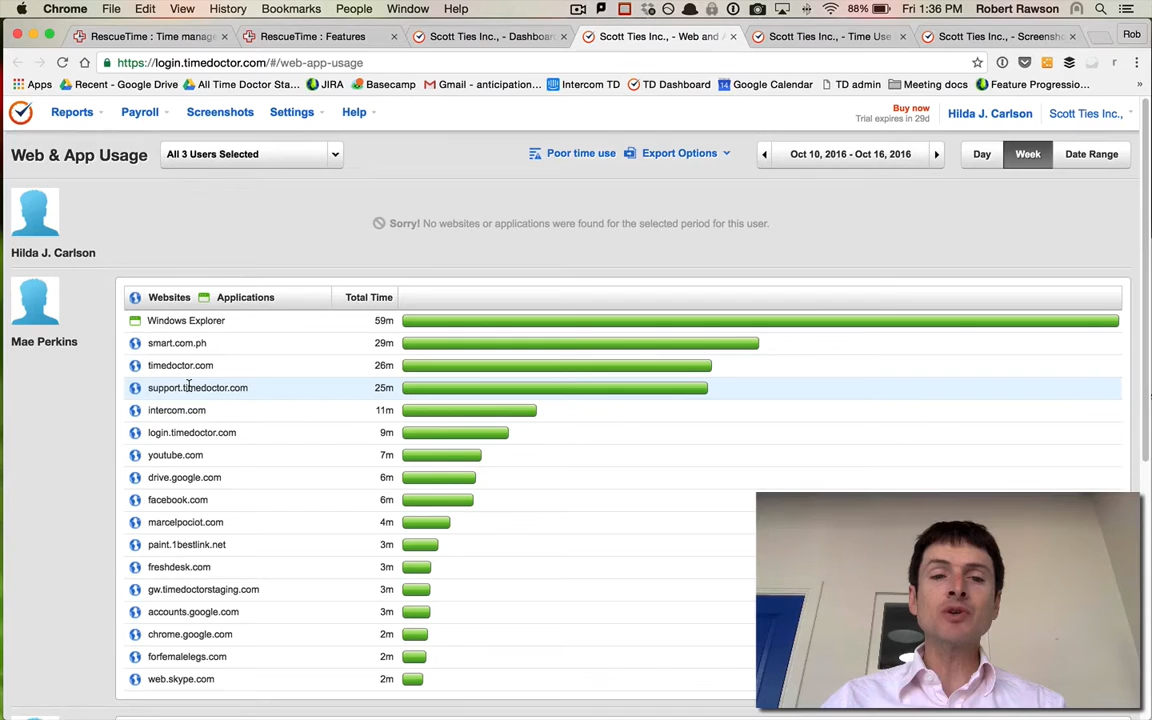 Chrome File Edit View History Bookmarks People Window Help 88% Fri 1:36 PM Robert Rawson
RescueTime : Time manag RescueTime : Features Scott Ties Inc., - Dashboar Scott Ties Inc., - Web and A Scott Ties Inc., - Time Use Scott Ties Inc., - Screensho Rob
https://login.timedoctor.com/#/web-app-usage
Apps Recent - Google Drive All Time Doctor Sta... JIRA Basecamp Gmail - anticipation... Intercom TD TD Dashboard Google Calendar TD admin Meeting docs Feature Progressio... »
Reports Payroll Screenshots Settings Help Buy now Trial expires in 29d Hilda J. Carlson Scott Ties Inc.,
Web & App Usage All 3 Users Selected Poor time use Export Options Oct 10, 2016 - Oct 16, 2016 Day Week Date Range
Sorry! No websites or applications were found for the selected period for this user.
Hilda J. Carlson
Websites Applications Total Time
Windows Explorer 59m
Mae Perkins
smart.com.ph 29m
timedoctor.com 26m
support.timedoctor.com 25m
intercom.com 11m
login.timedoctor.com 9m
youtube.com 7m
drive.google.com 6m
facebook.com 6m
marcelpociot.com 4m
paint.1bestlink.net 3m
freshdesk.com 3m
gw.timedoctorstaging.com 3m
accounts.google.com 3m
chrome.google.com 2m
forfemalelegs.com 2m
web.skype.com 2m